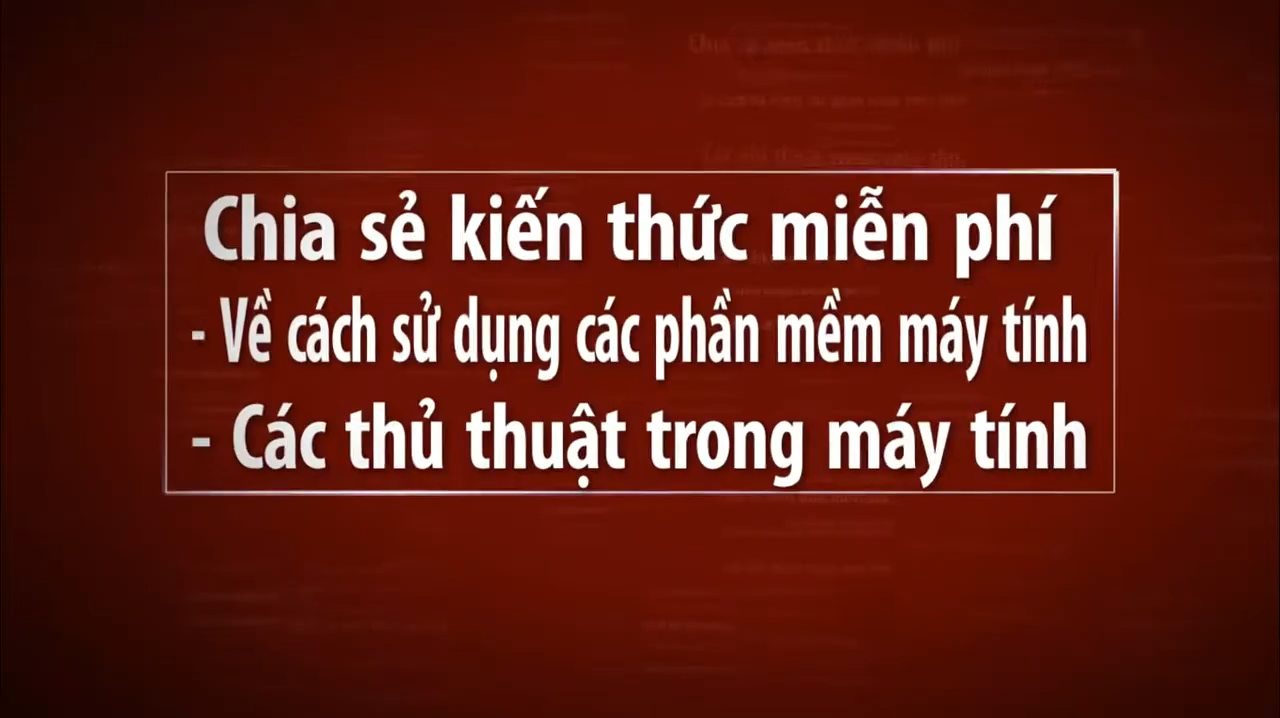 Chia sẻ kiến thức miễn phí
- Về cách sử dụng các phần mềm máy tính
- Các thủ thuật trong máy tính